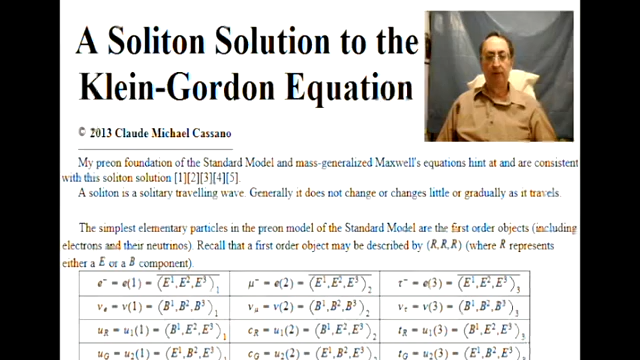 A Soliton Solution to the
Klein-Gordon Equation
© 2013 Claude Michael Cassano
My preon foundation of the Standard Model and mass-generalized Maxwell's equations hint at and are consistent
with this soliton solution [1][2][3][4][5].
A soliton is a solitary travelling wave. Generally it does not change or changes little or gradually as it travels.
The simplest elementary particles in the preon model of the Standard Model are the first order objects (including
electrons and their neutrinos). Recall that a first order object may be described by (R,R,R) (where R represents
either a E or a B component).
e⁻ = e(1) = ⟨E¹,E²,E³⟩₁ μ⁻ = e(2) = ⟨E¹,E²,E³⟩₂ τ⁻ = e(3) = ⟨E¹,E²,E³⟩₃
νₑ = ν(1) = ⟨B¹,B²,B³⟩₁ ν_μ = ν(2) = ⟨B¹,B²,B³⟩₂ ν_τ = ν(3) = ⟨B¹,B²,B³⟩₃
u_R = u₁(1) = ⟨B¹,E²,E³⟩₁ c_R = u₁(2) = ⟨B¹,E²,E³⟩₂ t_R = u₁(3) = ⟨B¹,E²,E³⟩₃
u_G = u₂(1) = ⟨E¹,B²,E³⟩ c_G = u₂(2) = ⟨E¹,B²,E³⟩ t_G = u₂(3) = ⟨E¹,B²,E³⟩